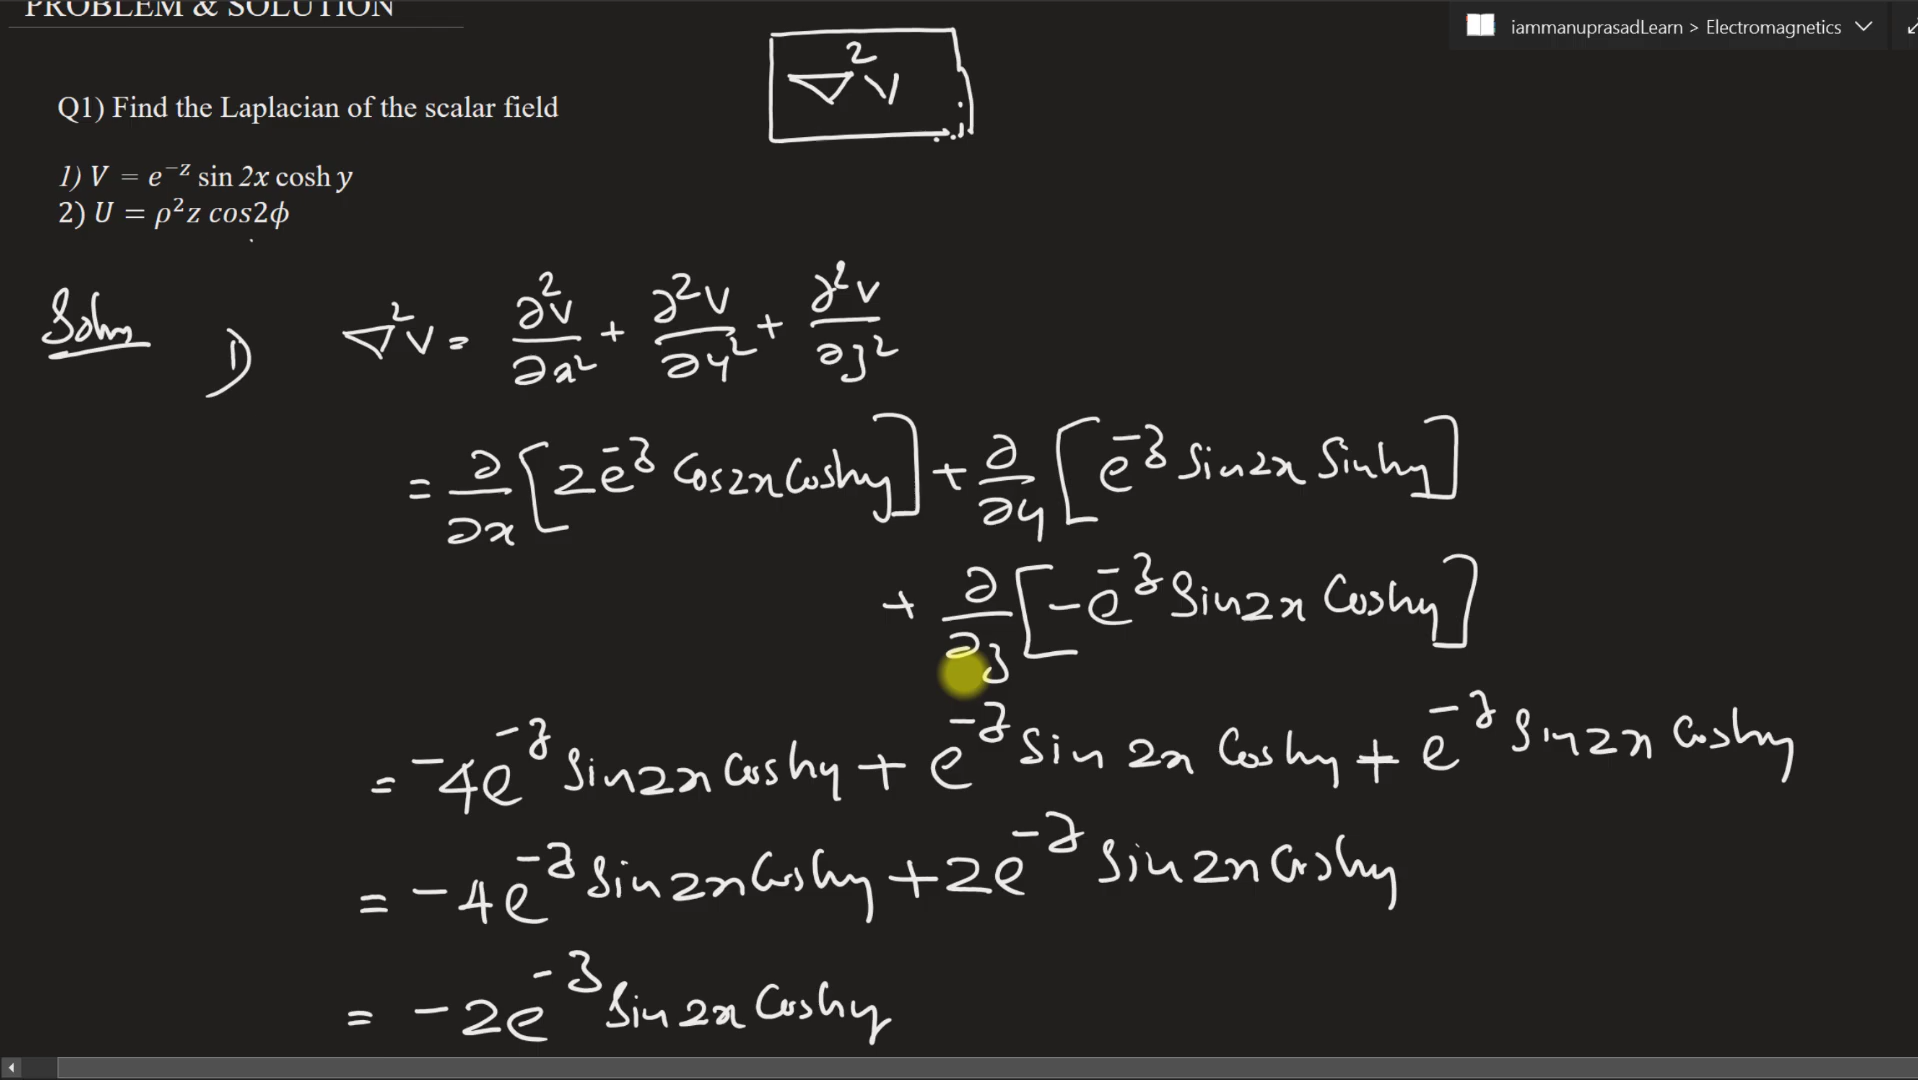 PROBLEM & SOLUTION
iammanuprasadLearn > Electromagnetics
∇²V
Q1) Find the Laplacian of the scalar field
1) V = e⁻ᶻ sin 2x cosh y
2) U = ρ²z cos2ϕ
Soln
1) ∇²V = ∂²V/∂x² + ∂²V/∂y² + ∂²V/∂z²
= ∂/∂x [2e⁻ᶻ Cos2x Coshy] + ∂/∂y [e⁻ᶻ Sin2x Sinhy]
+ ∂/∂z [-e⁻ᶻ Sin2x Coshy]
= -4e⁻ᶻ Sin2x Coshy + e⁻ᶻ Sin 2x Coshy + e⁻ᶻ Sin2x Coshy
= -4e⁻ᶻ Sin2x Coshy + 2e⁻ᶻ Sin2x Coshy
= -2e⁻ᶻ Sin2x Coshy